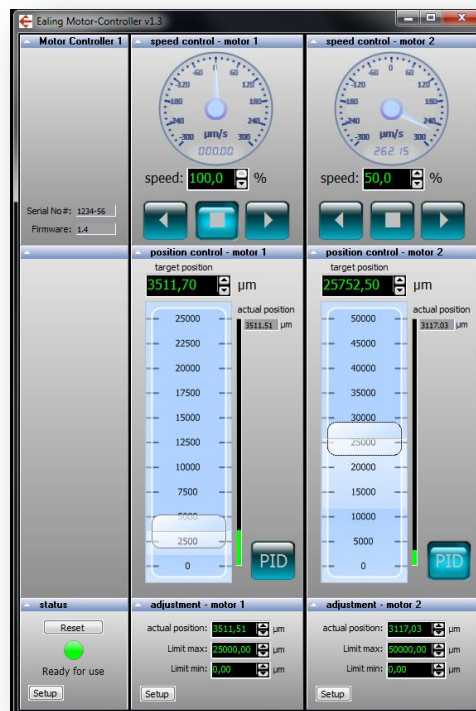 Ealing Motor-Controller v1.3
Motor Controller 1
Serial No#: 1234-56
Firmware: 1.4
speed control - motor 1
-60 0 60
-120 120
-180 180
-240 240
-300 300
µm/s
000.00
speed: 100,0 %
speed control - motor 2
-60 0 60
-120 120
-180 180
-240 240
-300 300
µm/s
262.15
speed: 50,0 %
position control - motor 1
target position
3511,70 µm
actual position
3511.51 µm
25000
22500
20000
17500
15000
12500
10000
7500
5000
2500
0
PID
position control - motor 2
target position
25752,50 µm
actual position
3117.03 µm
50000
45000
40000
35000
30000
25000
20000
15000
10000
5000
0
PID
status
Reset
Ready for use
Setup
adjustment - motor 1
actual position: 3511,51 µm
Limit max: 25000,00 µm
Limit min: 0,00 µm
Setup
adjustment - motor 2
actual position: 3117,03 µm
Limit max: 50000,00 µm
Limit min: 0,00 µm
Setup